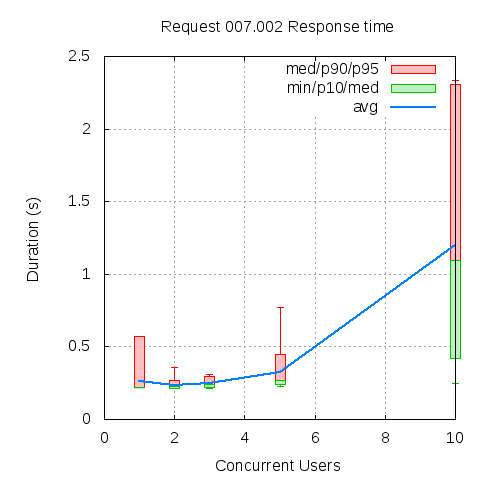 Request 007.002 Response time
2.5
2
1.5
1
0.5
0
Duration (s)
med/p90/p95
min/p10/med
avg
0 2 4 6 8 10
Concurrent Users